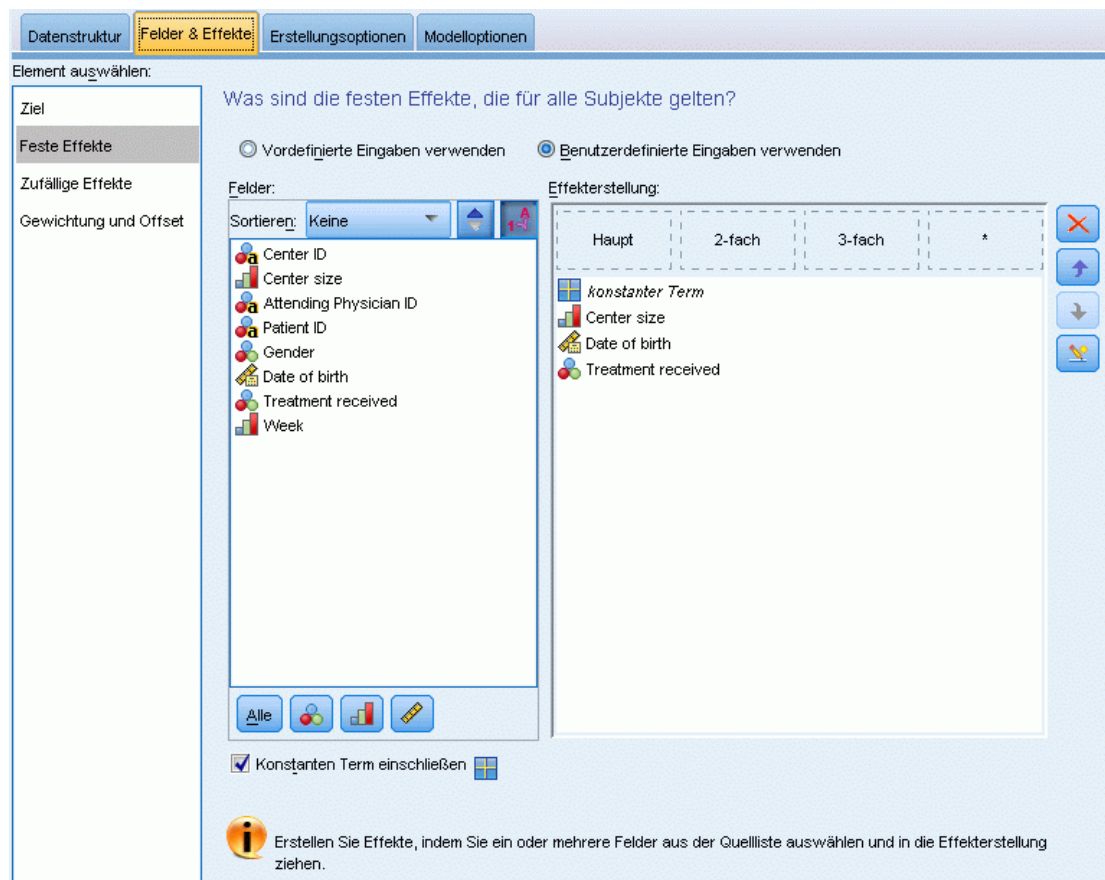 Datenstruktur
Felder & Effekte
Erstellungsoptionen
Modelloptionen
Element auswählen:
Ziel
Feste Effekte
Zufällige Effekte
Gewichtung und Offset
Was sind die festen Effekte, die für alle Subjekte gelten?
Vordefinierte Eingaben verwenden
Benutzerdefinierte Eingaben verwenden
Felder:
Sortieren: Keine
Center ID
Center size
Attending Physician ID
Patient ID
Gender
Date of birth
Treatment received
Week
Alle
Effekterstellung:
Haupt
2-fach
3-fach
*
konstanter Term
Center size
Date of birth
Treatment received
Konstanten Term einschließen
Erstellen Sie Effekte, indem Sie ein oder mehrere Felder aus der Quellliste auswählen und in die Effekterstellung
ziehen.